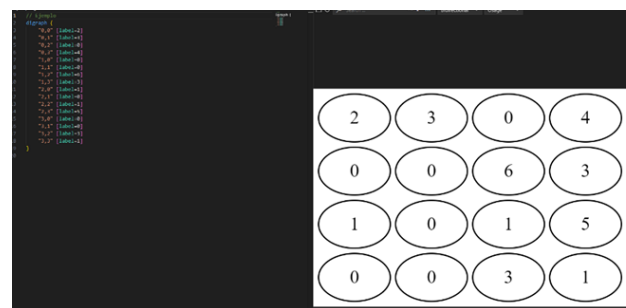 // Ejemplo
digraph {
"0,0" [label=2]
"0,1" [label=3]
"0,2" [label=0]
"0,3" [label=4]
"1,0" [label=0]
"1,1" [label=0]
"1,2" [label=6]
"1,3" [label=3]
"2,0" [label=1]
"2,1" [label=0]
"2,2" [label=1]
"2,3" [label=5]
"3,0" [label=0]
"3,1" [label=0]
"3,2" [label=3]
"3,3" [label=1]
}
2 3 0 4
0 0 6 3
1 0 1 5
0 0 3 1